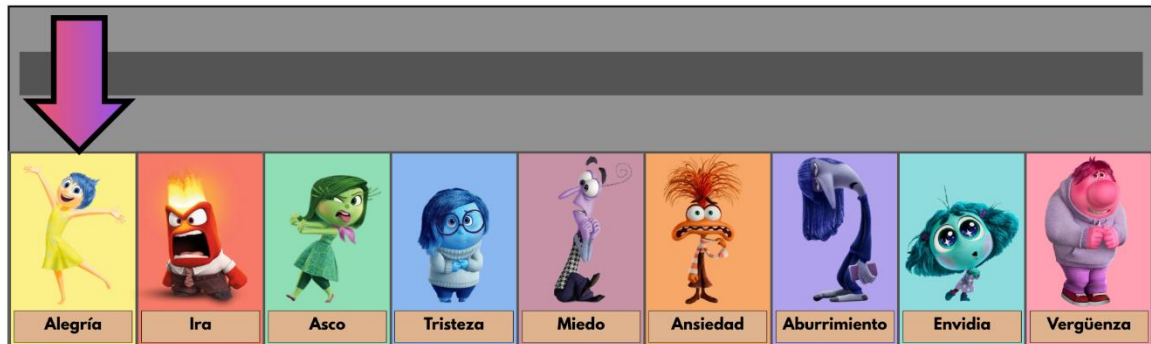 Alegría
Ira
Asco
Tristeza
Miedo
Ansiedad
Aburrimiento
Envidia
Vergüenza